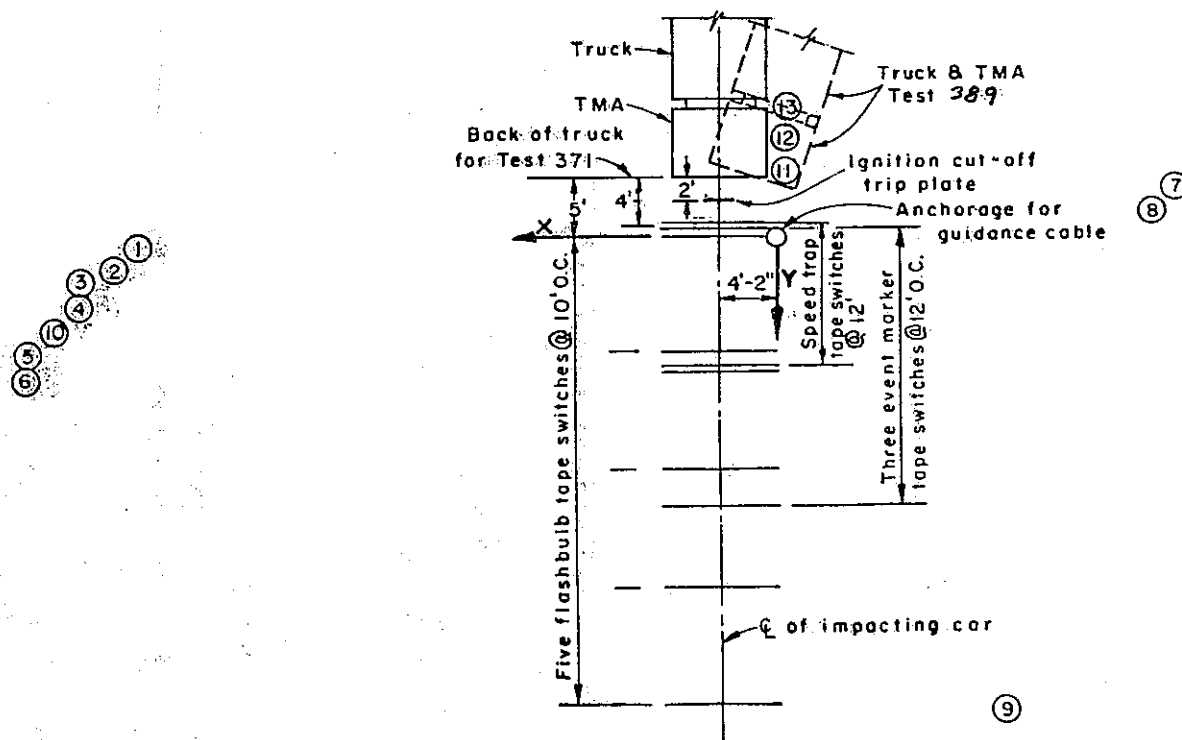 Truck
Truck & TMA
Test 389
TMA
13
12
11
Back of truck
for Test 371
Ignition cut-off
trip plate
2'
4'
5'
7
8
Anchorage for
guidance cable
X
Y
4'-2"
1
2
3
4
10
5
6
Speed trap
tape switches
@ 12'
Three event marker
tape switches @ 12' O.C.
Five flashbulb tape switches @ 10' O.C.
℄ of impacting car
9